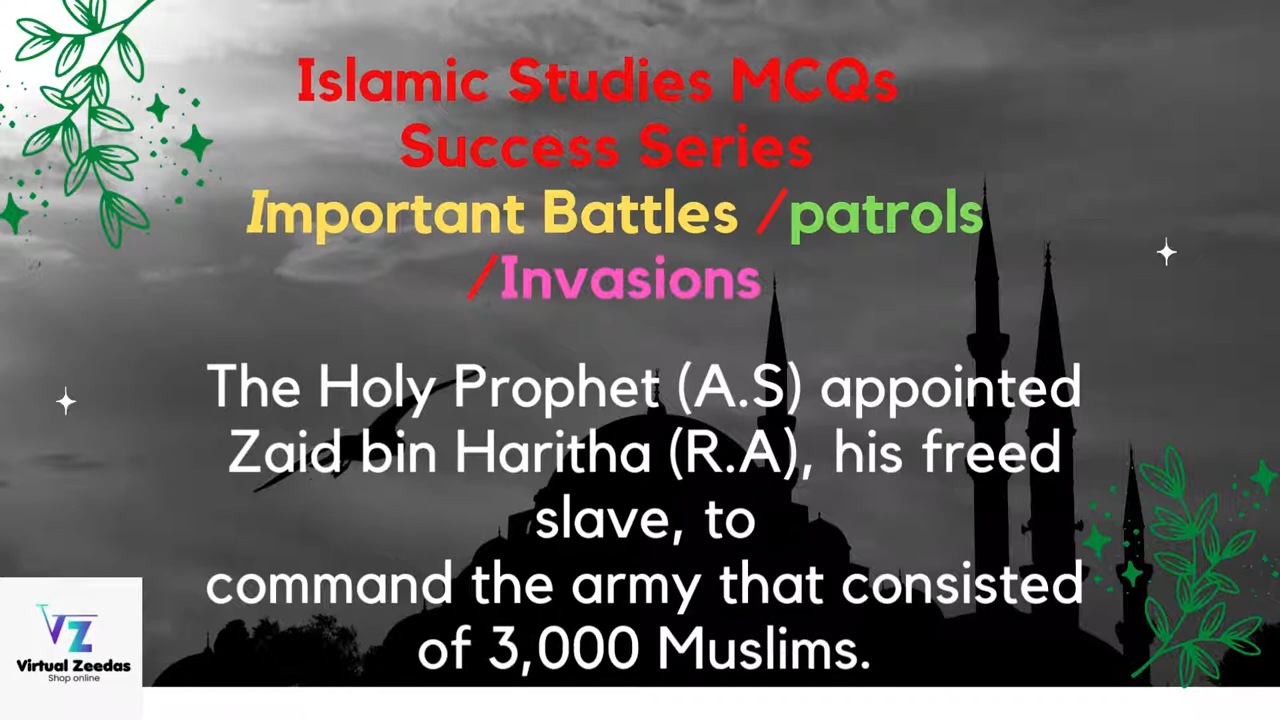 Islamic Studies MCQs
Success Series
Important Battles /patrols
/Invasions
The Holy Prophet (A.S) appointed
Zaid bin Haritha (R.A), his freed
slave, to
command the army that consisted
of 3,000 Muslims.
VZ
Virtual Zeedas
Shop online